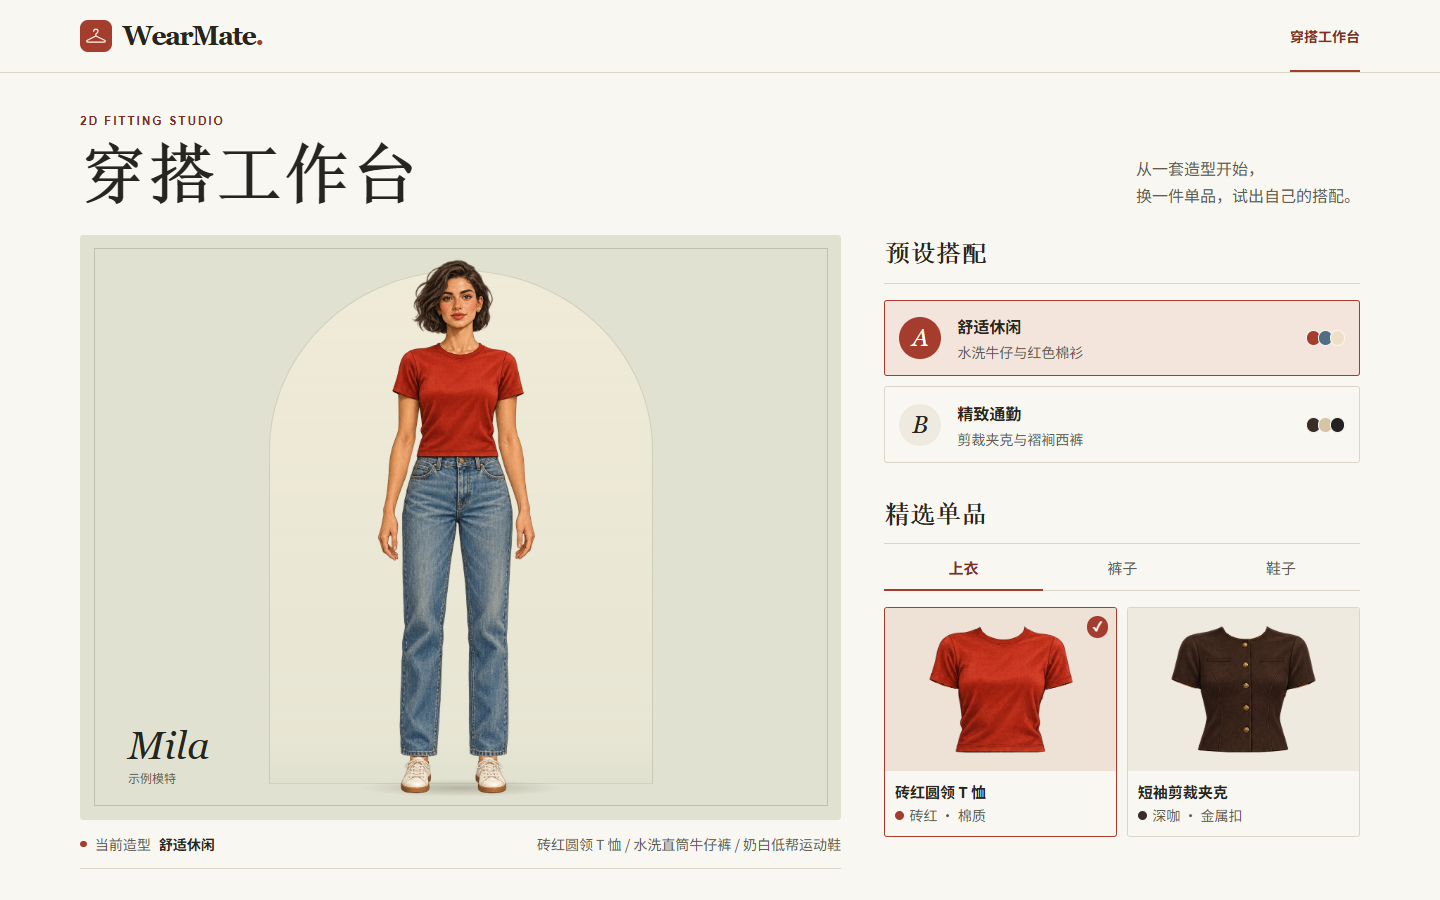 WearMate.
穿搭工作台
2D FITTING STUDIO
穿搭工作台
从一套造型开始，
换一件单品，试出自己的搭配。
Mila
示例模特
当前造型 舒适休闲
砖红圆领 T 恤 / 水洗直筒牛仔裤 / 奶白低帮运动鞋
预设搭配
A
舒适休闲
水洗牛仔与红色棉衫
B
精致通勤
剪裁夹克与褶裥西裤
精选单品
上衣
裤子
鞋子
砖红圆领 T 恤
砖红 · 棉质
短袖剪裁夹克
深咖 · 金属扣